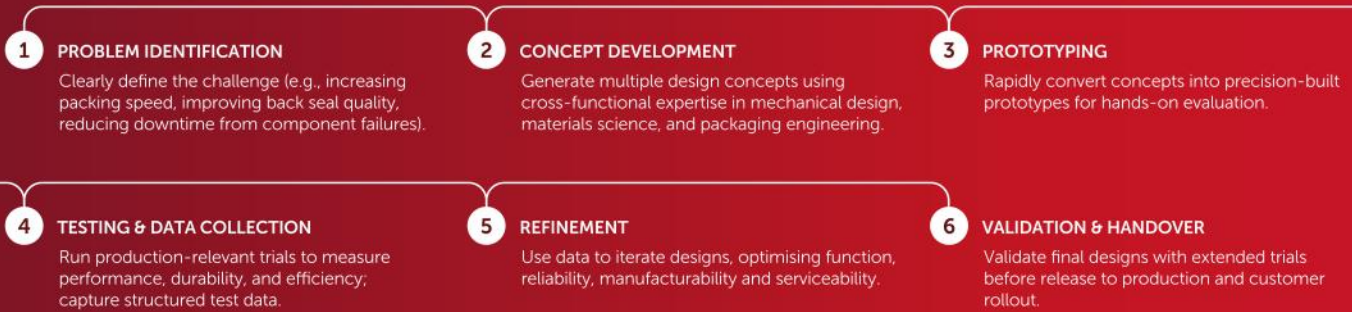 1 PROBLEM IDENTIFICATION
Clearly define the challenge (e.g., increasing
packing speed, improving back seal quality,
reducing downtime from component failures).
2 CONCEPT DEVELOPMENT
Generate multiple design concepts using
cross-functional expertise in mechanical design,
materials science, and packaging engineering.
3 PROTOTYPING
Rapidly convert concepts into precision-built
prototypes for hands-on evaluation.
4 TESTING & DATA COLLECTION
Run production-relevant trials to measure
performance, durability, and efficiency;
capture structured test data.
5 REFINEMENT
Use data to iterate designs, optimising function,
reliability, manufacturability and serviceability.
6 VALIDATION & HANDOVER
Validate final designs with extended trials
before release to production and customer
rollout.